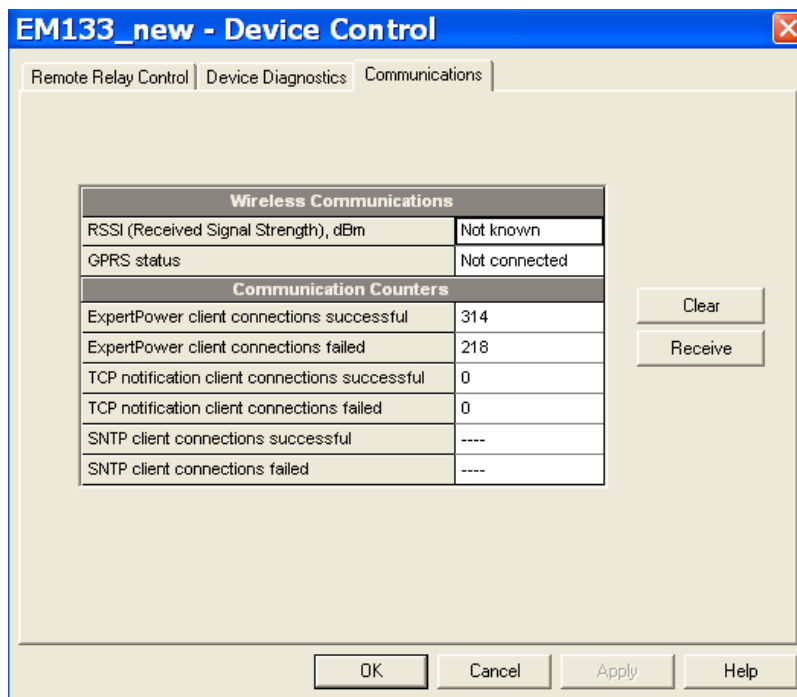 EM133_new - Device Control
Remote Relay Control Device Diagnostics Communications
Wireless Communications
RSSI (Received Signal Strength), dBm Not known
GPRS status Not connected
Communication Counters
ExpertPower client connections successful 314
ExpertPower client connections failed 218
TCP notification client connections successful 0
TCP notification client connections failed 0
SNTP client connections successful ----
SNTP client connections failed ----
Clear
Receive
OK Cancel Apply Help